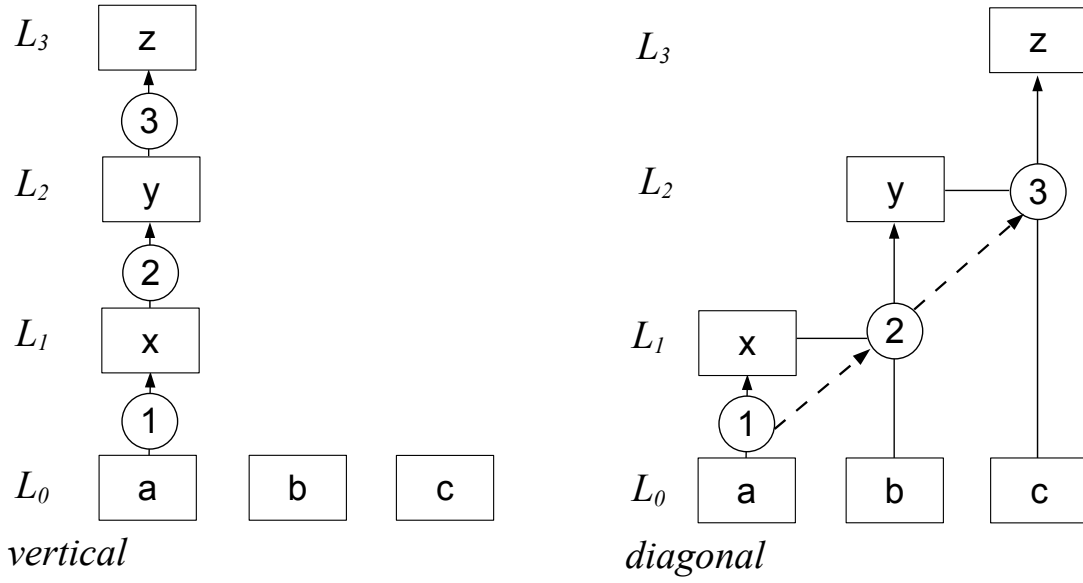 L3 z
3
L2 y
2
L1 x
1
L0 a b c
vertical
L3 z
L2 y 3
L1 x 2
1
L0 a b c
diagonal